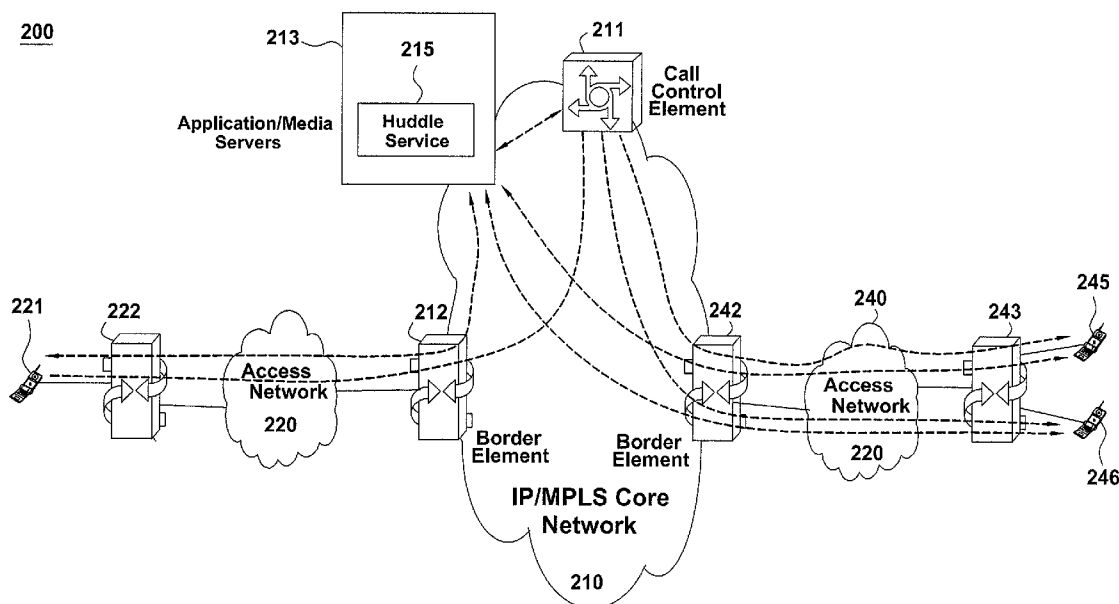 200
213
215
211
Huddle
Service
Application/Media
Servers
Call
Control
Element
221
222
212
242
240
243
245
Access
Network
220
Access
Network
220
246
Border
Element
Border
Element
IP/MPLS Core
Network
210